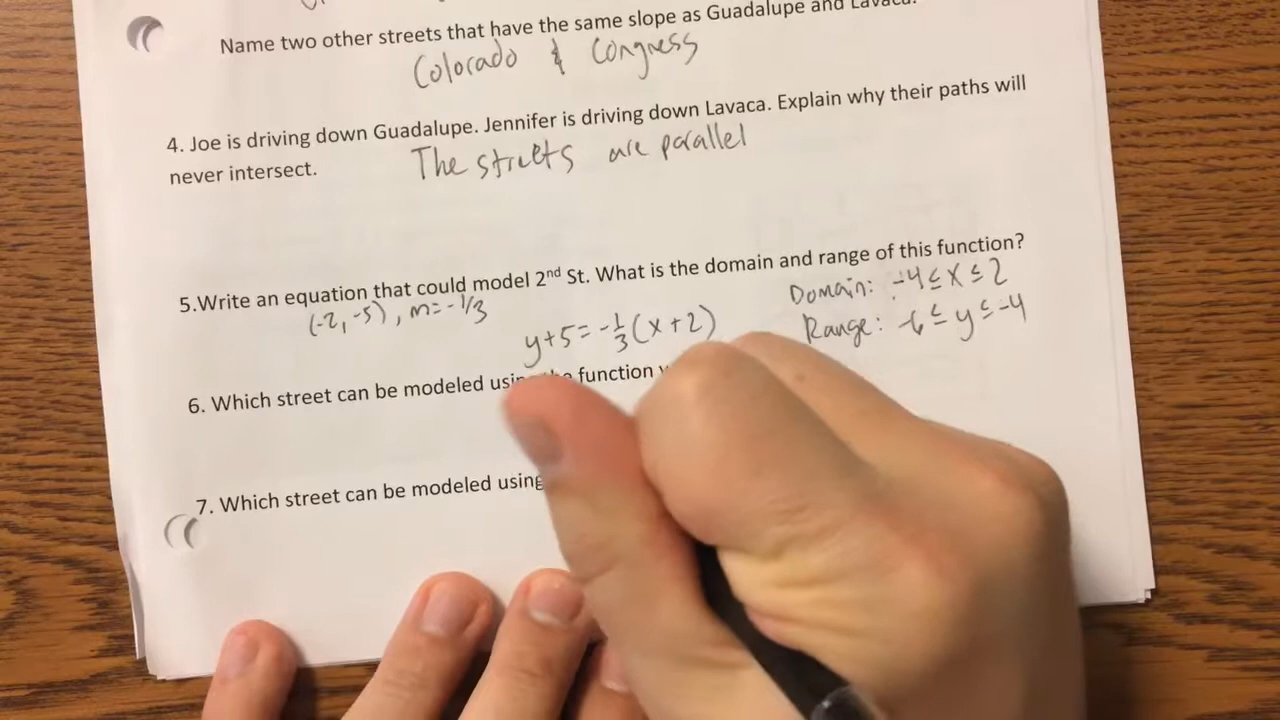 Name two other streets that have the same slope as Guadalupe and Lavaca.
Colorado & Congress
4. Joe is driving down Guadalupe. Jennifer is driving down Lavaca. Explain why their paths will
never intersect.
The streets are parallel
5.Write an equation that could model 2nd St. What is the domain and range of this function?
(-2, -5), m=-1/3
Domain: -4≤x≤2
y+5=-1/3(x+2)
Range: -6≤y≤-4
6. Which street can be modeled using the function
7. Which street can be modeled using